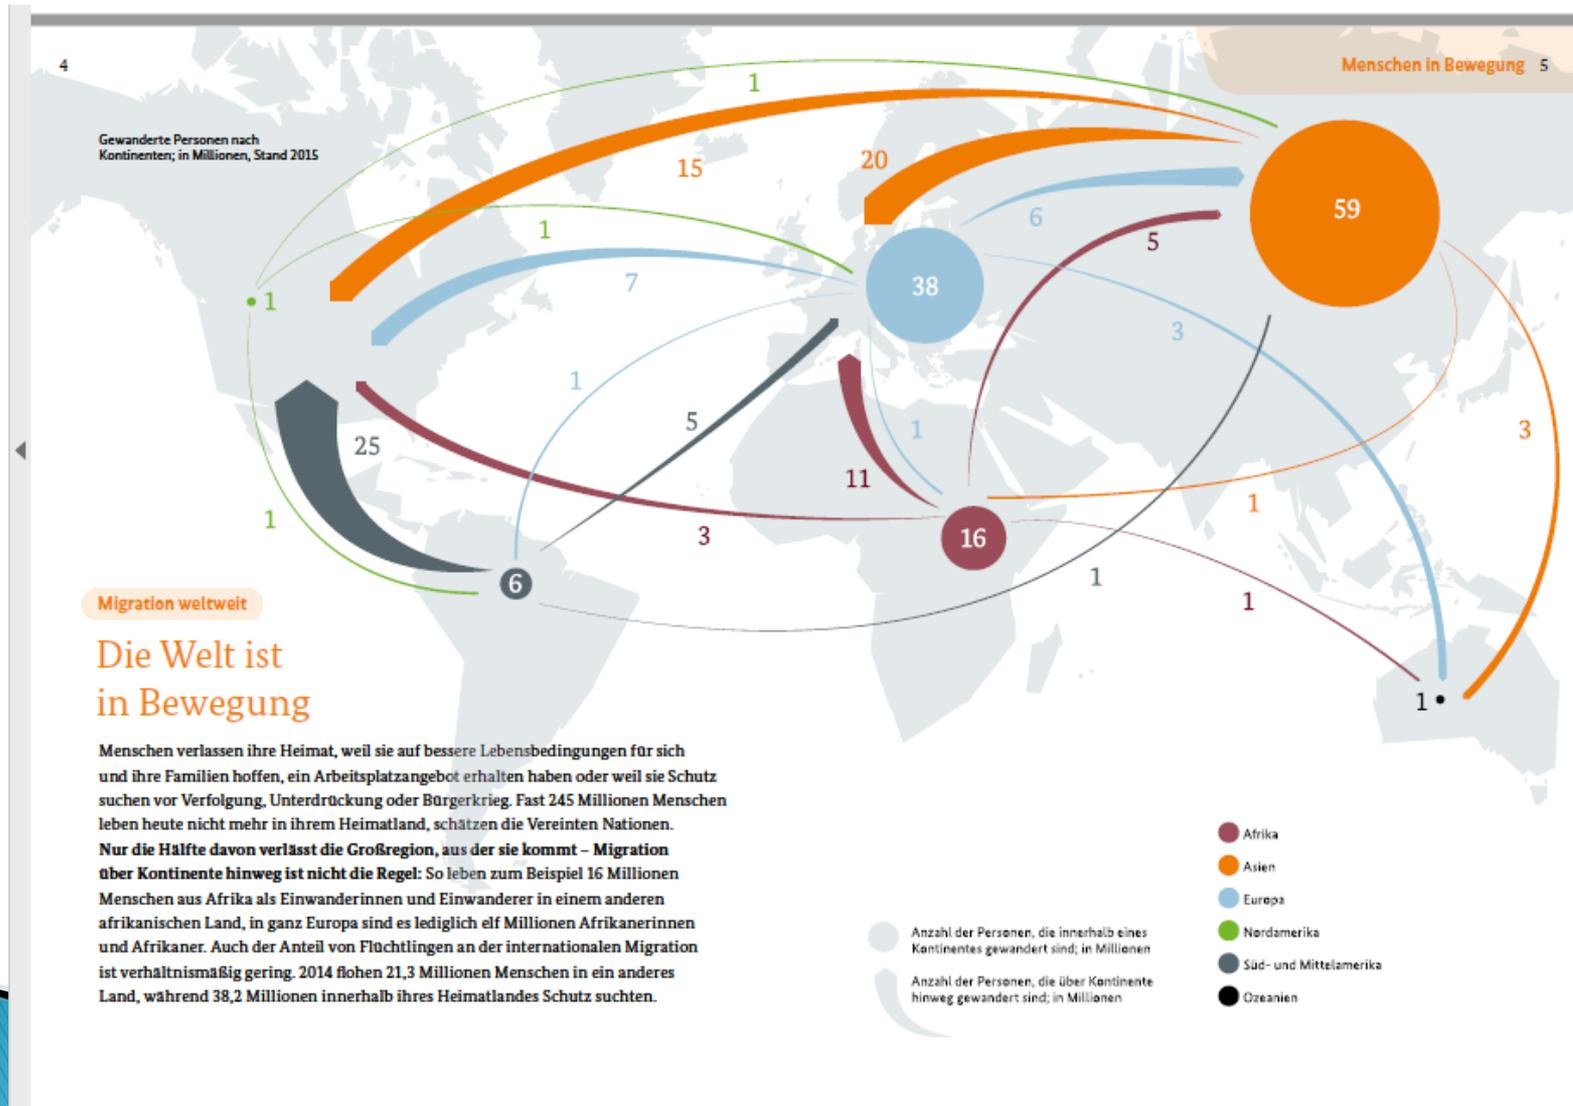 4
Menschen in Bewegung 5
Gewanderte Personen nach
Kontinenten; in Millionen, Stand 2015
1
15
20
6
5
59
1
7
38
3
1
1
5
1
25
11
3
1
3
16
1
6
1
1
1
Migration weltweit
Die Welt ist
in Bewegung
Menschen verlassen ihre Heimat, weil sie auf bessere Lebensbedingungen für sich
und ihre Familien hoffen, ein Arbeitsplatzangebot erhalten haben oder weil sie Schutz
suchen vor Verfolgung, Unterdrückung oder Bürgerkrieg. Fast 245 Millionen Menschen
leben heute nicht mehr in ihrem Heimatland, schätzen die Vereinten Nationen.
Nur die Hälfte davon verlässt die Großregion, aus der sie kommt – Migration
über Kontinente hinweg ist nicht die Regel: So leben zum Beispiel 16 Millionen
Menschen aus Afrika als Einwanderinnen und Einwanderer in einem anderen
afrikanischen Land, in ganz Europa sind es lediglich elf Millionen Afrikanerinnen
und Afrikaner. Auch der Anteil von Flüchtlingen an der internationalen Migration
ist verhältnismäßig gering. 2014 flohen 21,3 Millionen Menschen in ein anderes
Land, während 38,2 Millionen innerhalb ihres Heimatlandes Schutz suchten.
Anzahl der Personen, die innerhalb eines
Kontinentes gewandert sind; in Millionen
Anzahl der Personen, die über Kontinente
hinweg gewandert sind; in Millionen
Afrika
Asien
Europa
Nordamerika
Süd- und Mittelamerika
Ozeanien